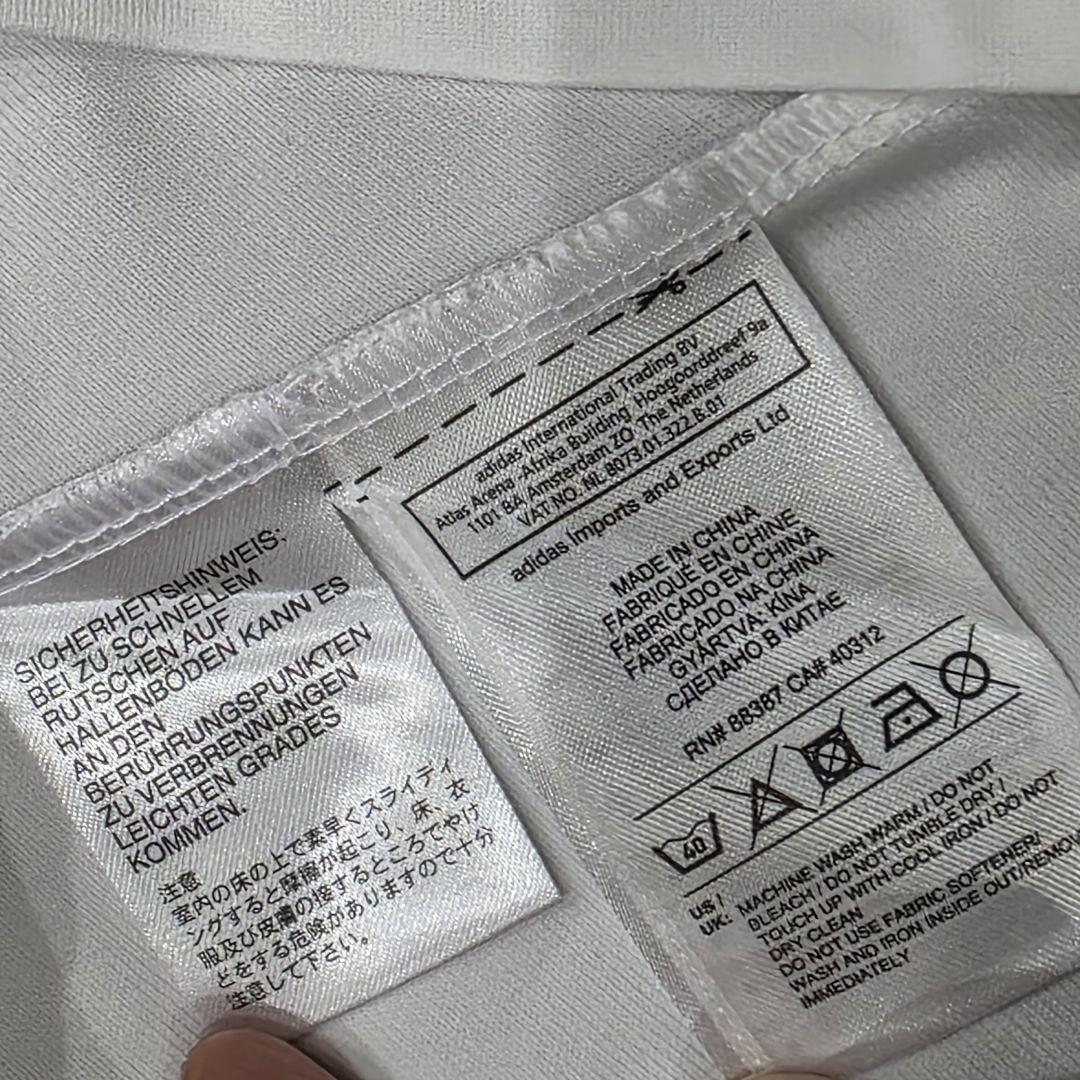 SICHERHEITSHINWEIS:
BEI ZU SCHNELLEM
RUTSCHEN AUF
HALLENBÖDEN KANN ES
AN DEN
BERÜHRUNGSPUNKTEN
ZU VERBRENNUNGEN
LEICHTEN GRADES
KOMMEN.
注意
室内の床の上で素早くスライディ
ングすると摩擦が起こり、床、衣
服及び皮膚の接するところでやけ
どをする危険がありますので十分
注意して下さい。
adidas International Trading BV
Atlas Arena -Afrika Building Hoogoorddreef 9a
1101 BA Amsterdam ZO, The Netherlands
VAT NO. NL.8073.01.322.B.01
adidas Imports and Exports Ltd
MADE IN CHINA
FABRIQUE EN CHINE
FABRICADO EN CHINA
FABRICADO NA CHINA
GYÁRTVA: KINA
СДЕЛАНО В КИТАЕ
RN# 88387 CA# 40312
40
US / UK: MACHINE WASH WARM / DO NOT
BLEACH / DO NOT TUMBLE DRY /
TOUCH UP WITH COOL IRON / DO NOT
DRY CLEAN
DO NOT USE FABRIC SOFTENER/
WASH AND IRON INSIDE OUT/REMOV
IMMEDIATELY